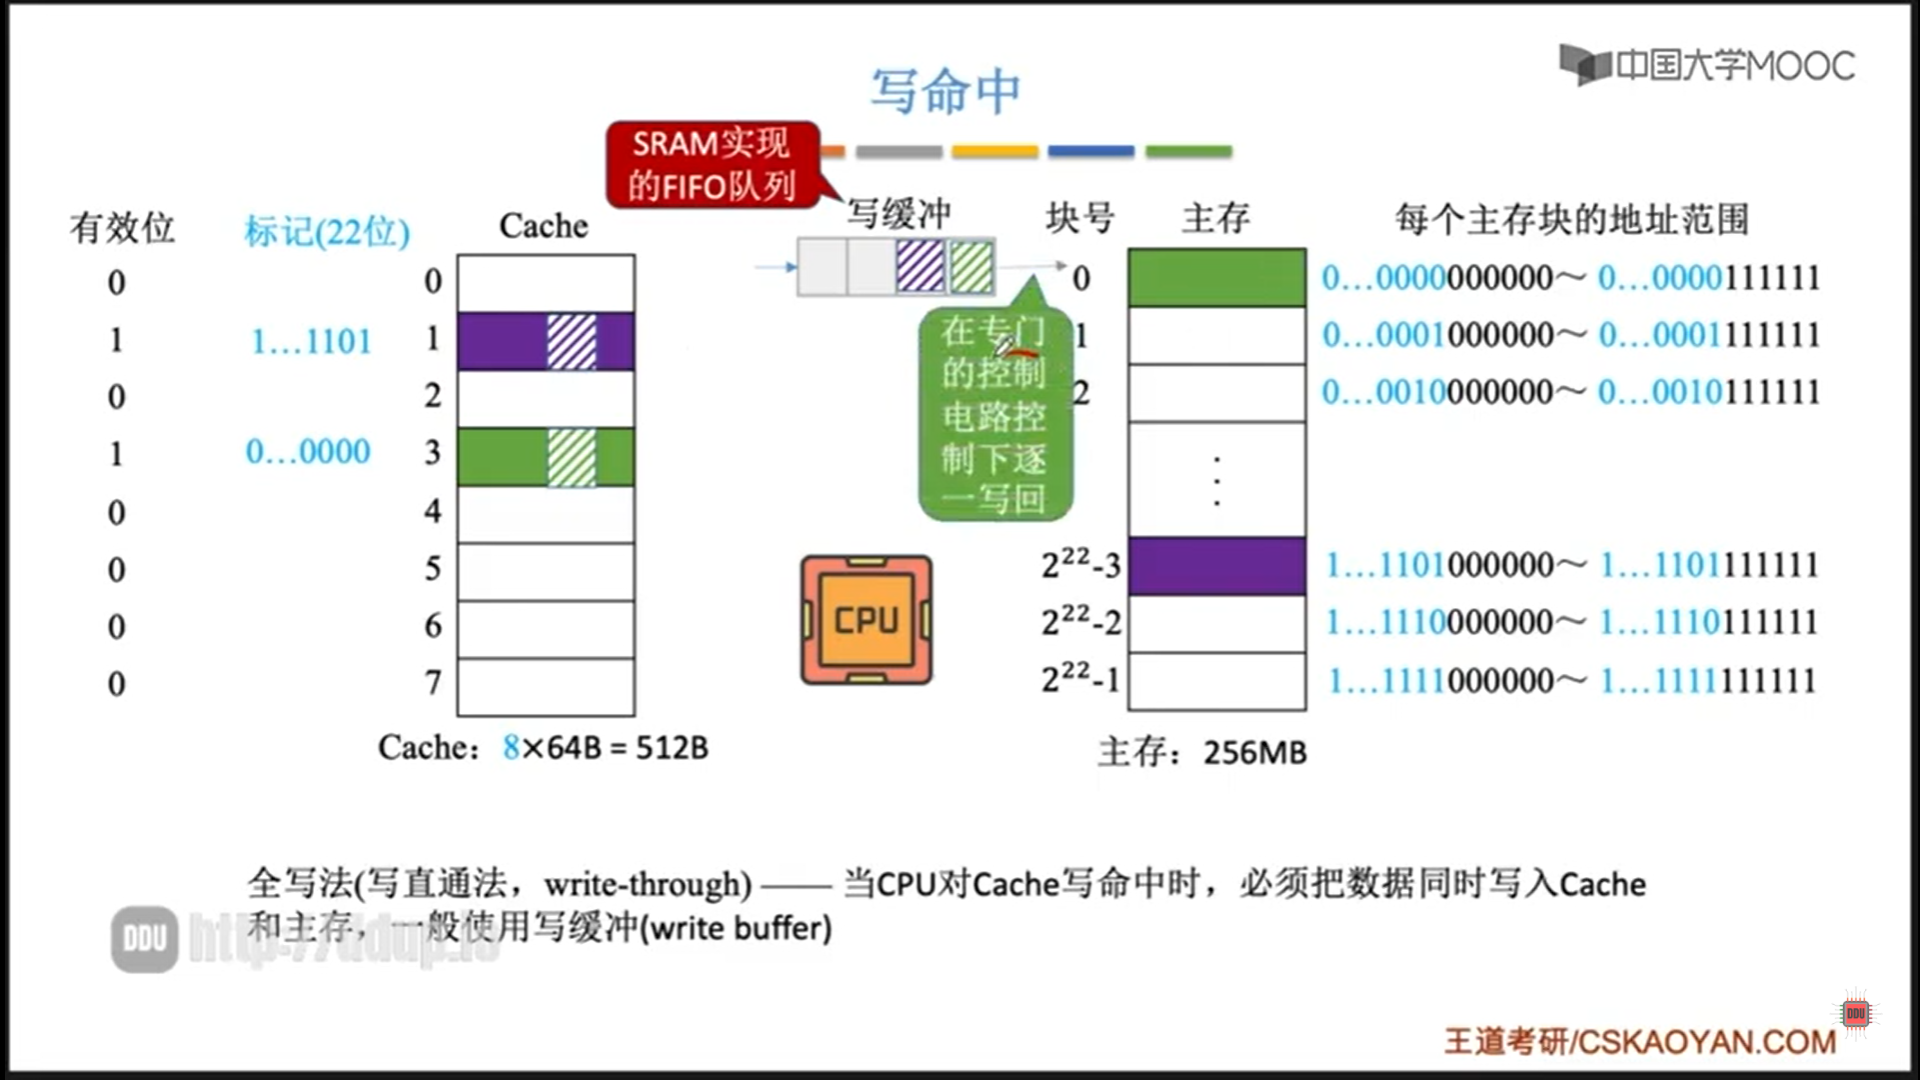 中国大学MOOC
写命中
SRAM实现
的FIFO队列
有效位
标记(22位)
Cache
写缓冲
块号
主存
每个主存块的地址范围
0
0
0
0…0000000000～ 0…0000111111
1
1…1101
1
1
0…0001000000～ 0…0001111111
0
2
2
0…0010000000～ 0…0010111111
在专门
的控制
电路控
制下逐
一写回
1
0…0000
3
⋮
0
4
0
5
2²²-3
1…1101000000～ 1…1101111111
CPU
0
6
2²²-2
1…1110000000～ 1…1110111111
0
7
2²²-1
1…1111000000～ 1…1111111111
Cache：8×64B = 512B
主存：256MB
全写法(写直通法，write-through) —— 当CPU对Cache写命中时，必须把数据同时写入Cache
和主存，一般使用写缓冲(write buffer)
DDU
王道考研/CSKAOYAN.COM
DDU